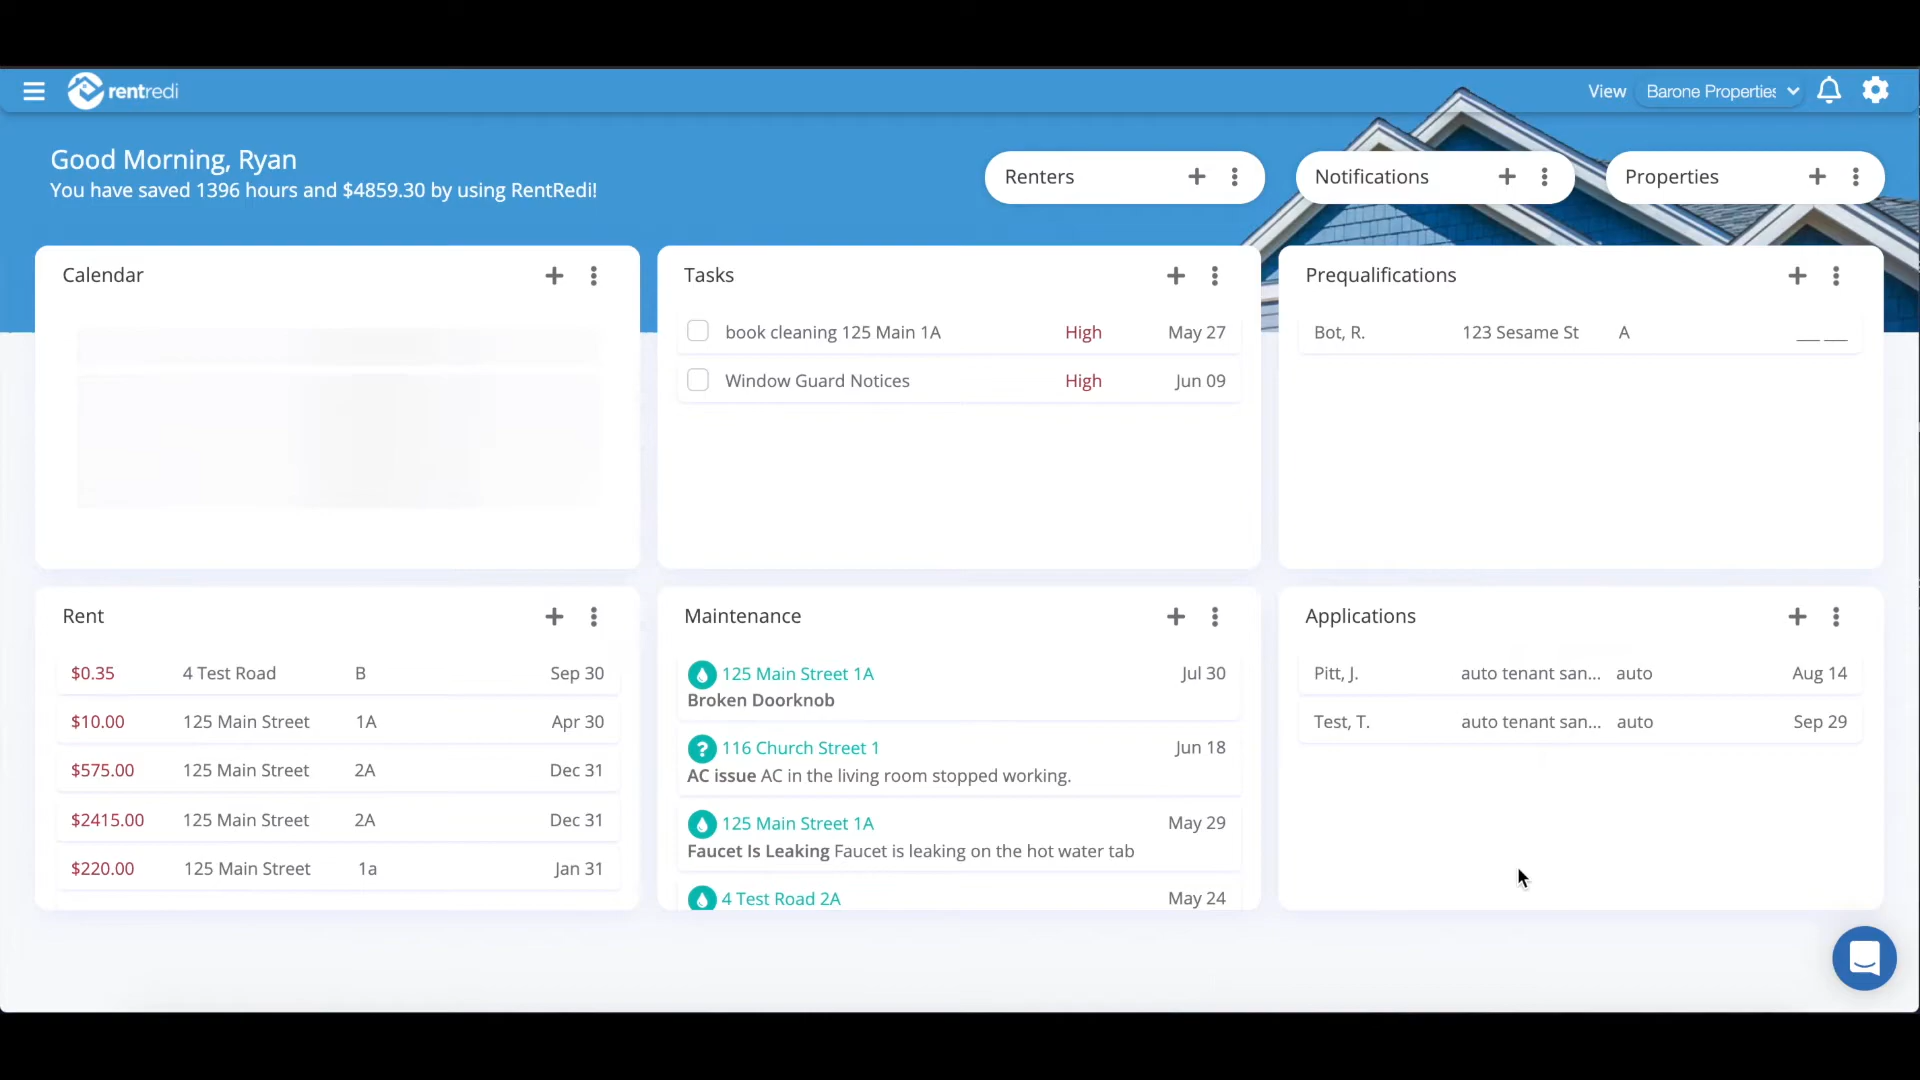 rentredi
View Barone Properties
Good Morning, Ryan
You have saved 1396 hours and $4859.30 by using RentRedi!
Renters
Notifications
Properties
Calendar
Tasks
book cleaning 125 Main 1A High May 27
Window Guard Notices High Jun 09
Prequalifications
Bot, R. 123 Sesame St A __ __
Rent
$0.35 4 Test Road B Sep 30
$10.00 125 Main Street 1A Apr 30
$575.00 125 Main Street 2A Dec 31
$2415.00 125 Main Street 2A Dec 31
$220.00 125 Main Street 1a Jan 31
Maintenance
125 Main Street 1A Jul 30
Broken Doorknob
? 116 Church Street 1 Jun 18
AC issue AC in the living room stopped working.
125 Main Street 1A May 29
Faucet Is Leaking Faucet is leaking on the hot water tab
4 Test Road 2A May 24
Applications
Pitt, J. auto tenant san... auto Aug 14
Test, T. auto tenant san... auto Sep 29